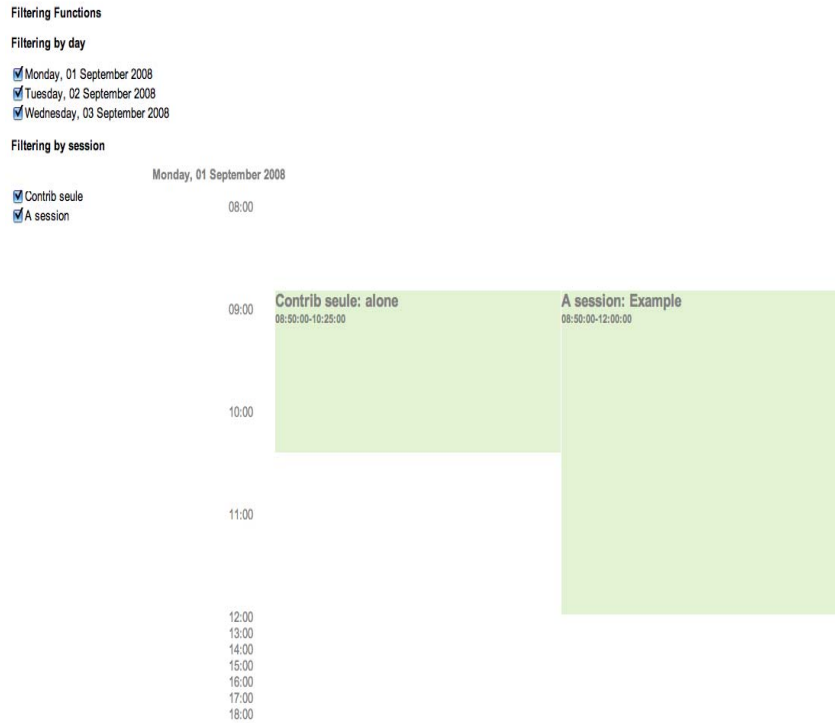 Filtering Functions
Filtering by day
Monday, 01 September 2008
Tuesday, 02 September 2008
Wednesday, 03 September 2008
Filtering by session
Contrib seule
A session
Monday, 01 September 2008
08:00
09:00
Contrib seule: alone
08:50:00-10:25:00
A session: Example
08:50:00-12:00:00
10:00
11:00
12:00
13:00
14:00
15:00
16:00
17:00
18:00